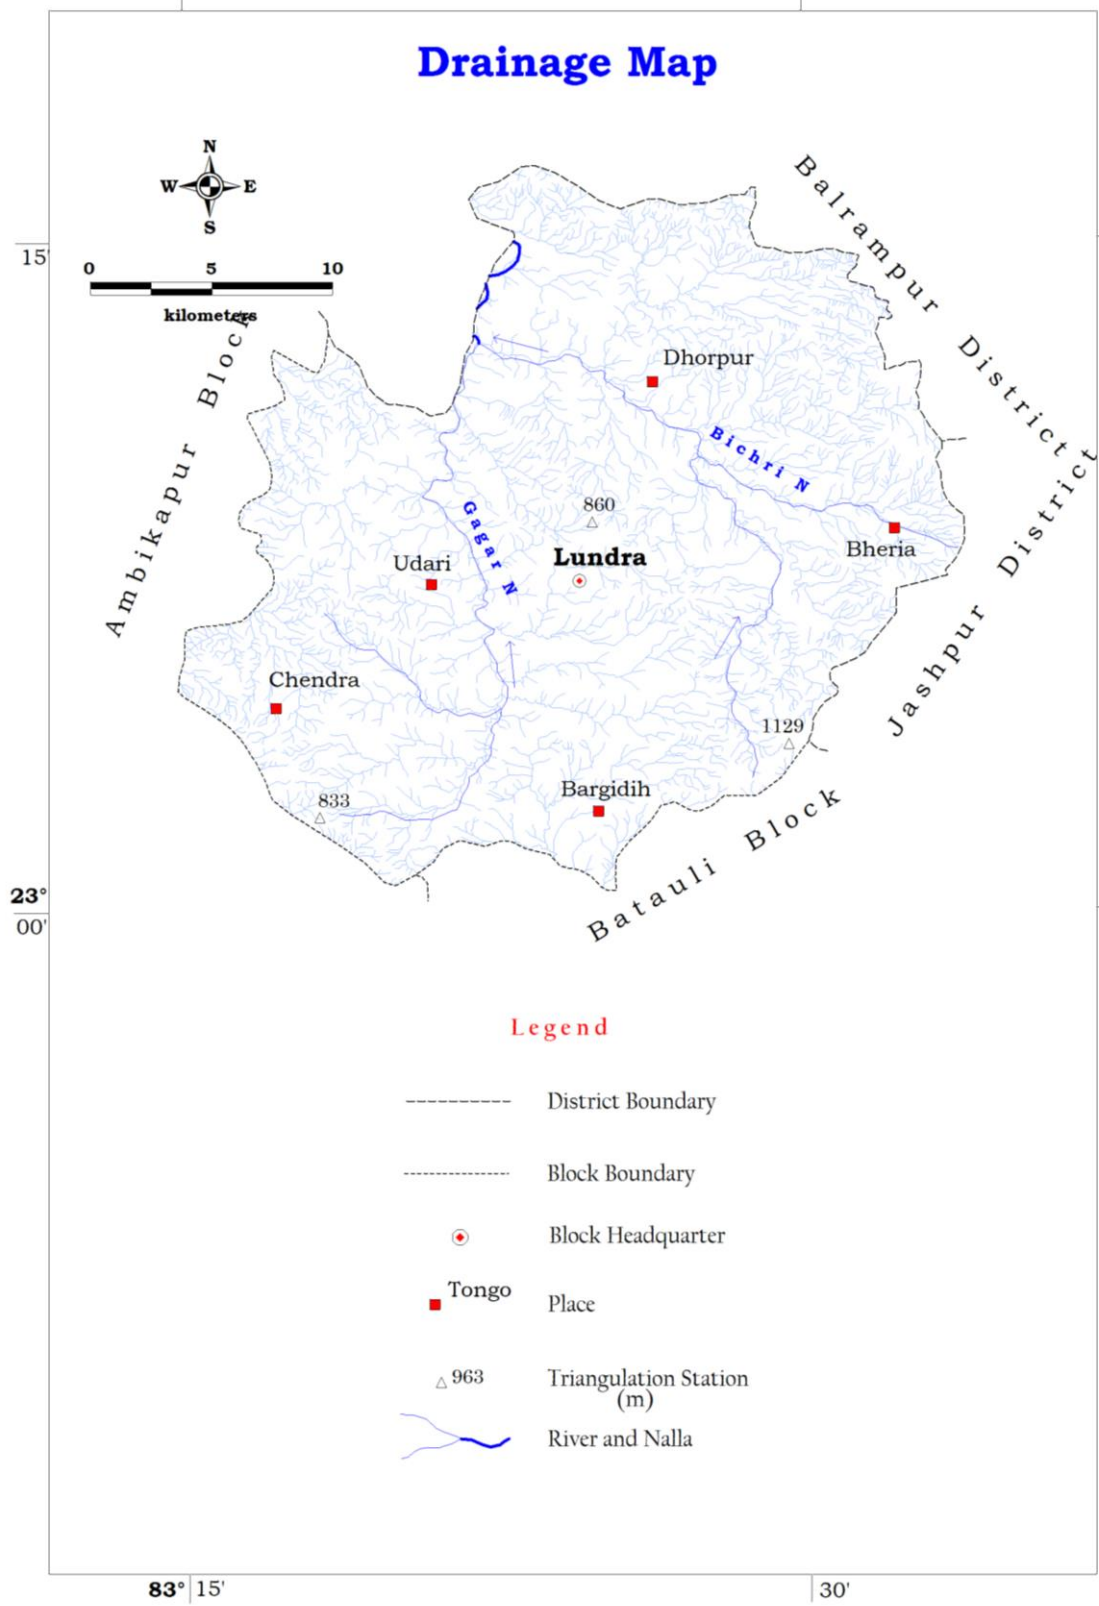 Drainage Map
N
W E
S
15'
0 5 10
kilometers
Balrampur District
Ambikapur Block
Dhorpur
Bichri N
Gagar N
860
Lundra
Udari
Bheria
Jashpur District
Chendra
1129
833
Bargidih
Batauli Block
23°
00'
Legend
District Boundary
Block Boundary
Block Headquarter
Tongo
Place
963
Triangulation Station
(m)
River and Nalla
83° 15' 30'